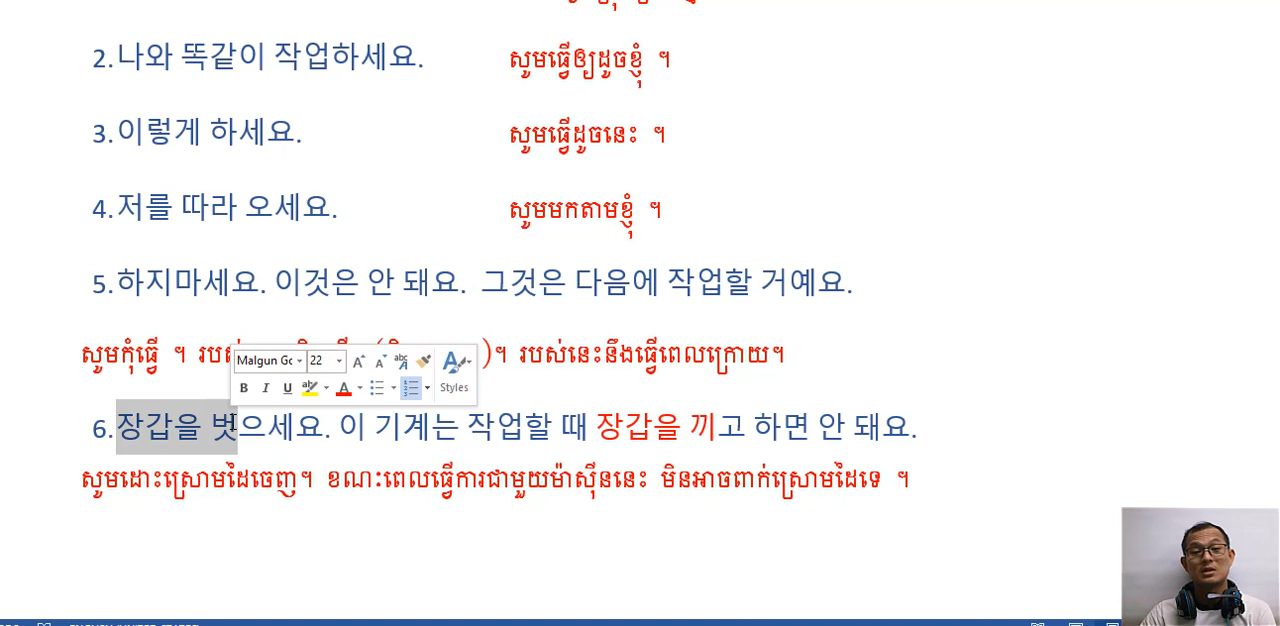 2.나와 똑같이 작업하세요. សូមធ្វើឲ្យដូចខ្ញុំ ។
3.이렇게 하세요. សូមធ្វើដូចនេះ ។
4.저를 따라 오세요. សូមមកតាមខ្ញុំ ។
5.하지마세요. 이것은 안 돼요. 그것은 다음에 작업할 거예요.
សូមកុំធ្វើ ។ )។ របស់នេះនឹងធ្វើពេលក្រោយ។
Malgun Gc 22
B I U A Styles
6.장갑을 벗으세요. 이 기계는 작업할 때 장갑을 끼고 하면 안 돼요.
សូមដោះស្រោមដៃចេញ។ ខណៈពេលធ្វើការជាមួយម៉ាស៊ីននេះ មិនអាចពាក់ស្រោមដៃទេ ។